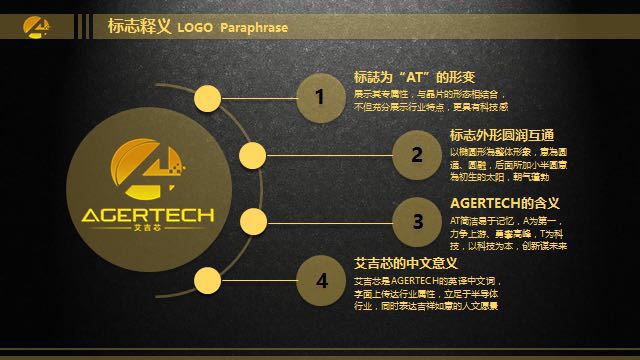 标志释义 LOGO Paraphrase
AGERTECH
艾吉芯
1
标誌为“AT”的形变
展示其专属性，与晶片的形态相结合，
不但充分展示行业特点，更具有科技感
2
标志外形圆润互通
以椭圆形為整体形象，意為圆
通、圆融，后面所加小半圆意
為初生的太阳，朝气蓬勃
3
AGERTECH的含义
AT简洁易于记忆，A为第一，
力争上游、勇攀高峰，T为科
技，以科技为本，创新谋未来
4
艾吉芯的中文意义
艾吉芯是AGERTECH的英译中文词，
字面上传达行业属性，立足于半导体
行业，同时表达吉祥如意的人文愿景